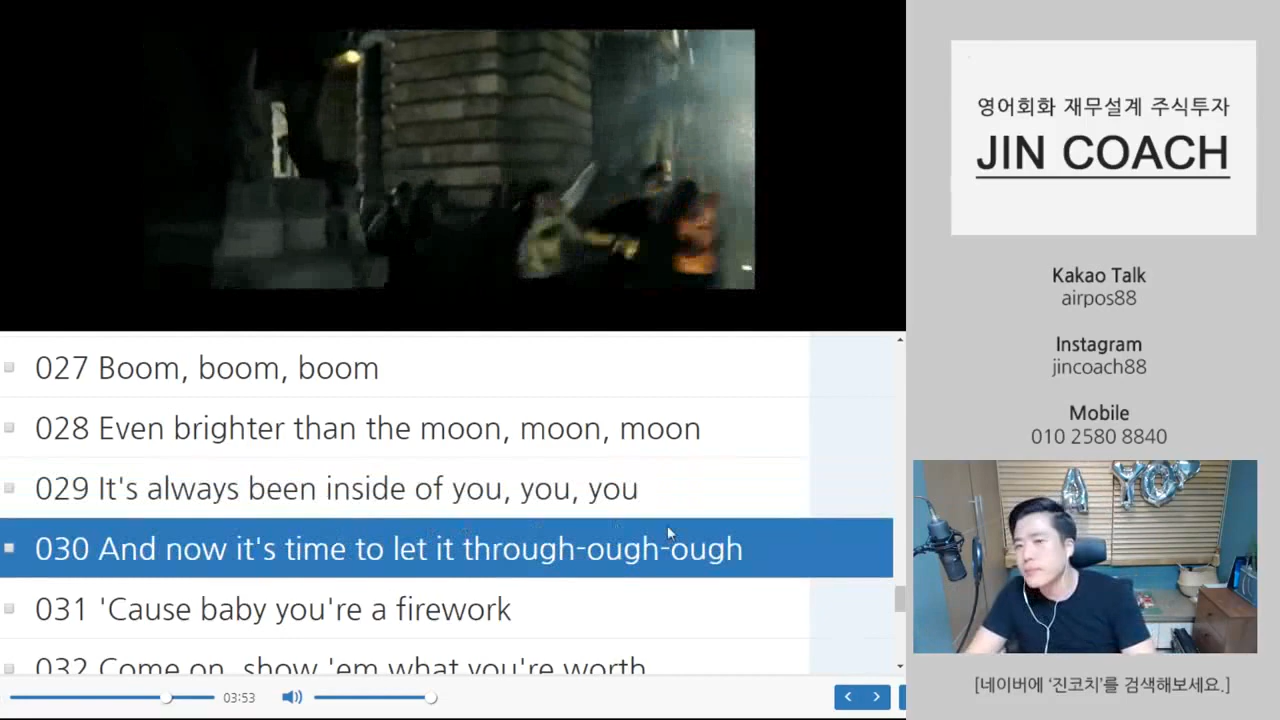 영어회화 재무설계 주식투자
JIN COACH
Kakao Talk
airpos88
Instagram
jincoach88
Mobile
010 2580 8840
027 Boom, boom, boom
028 Even brighter than the moon, moon, moon
029 It's always been inside of you, you, you
030 And now it's time to let it through-ough-ough
031 'Cause baby you're a firework
032 Come on, show 'em what you're worth
03:53
A YO
[네이버에 '진코치'를 검색해보세요.]